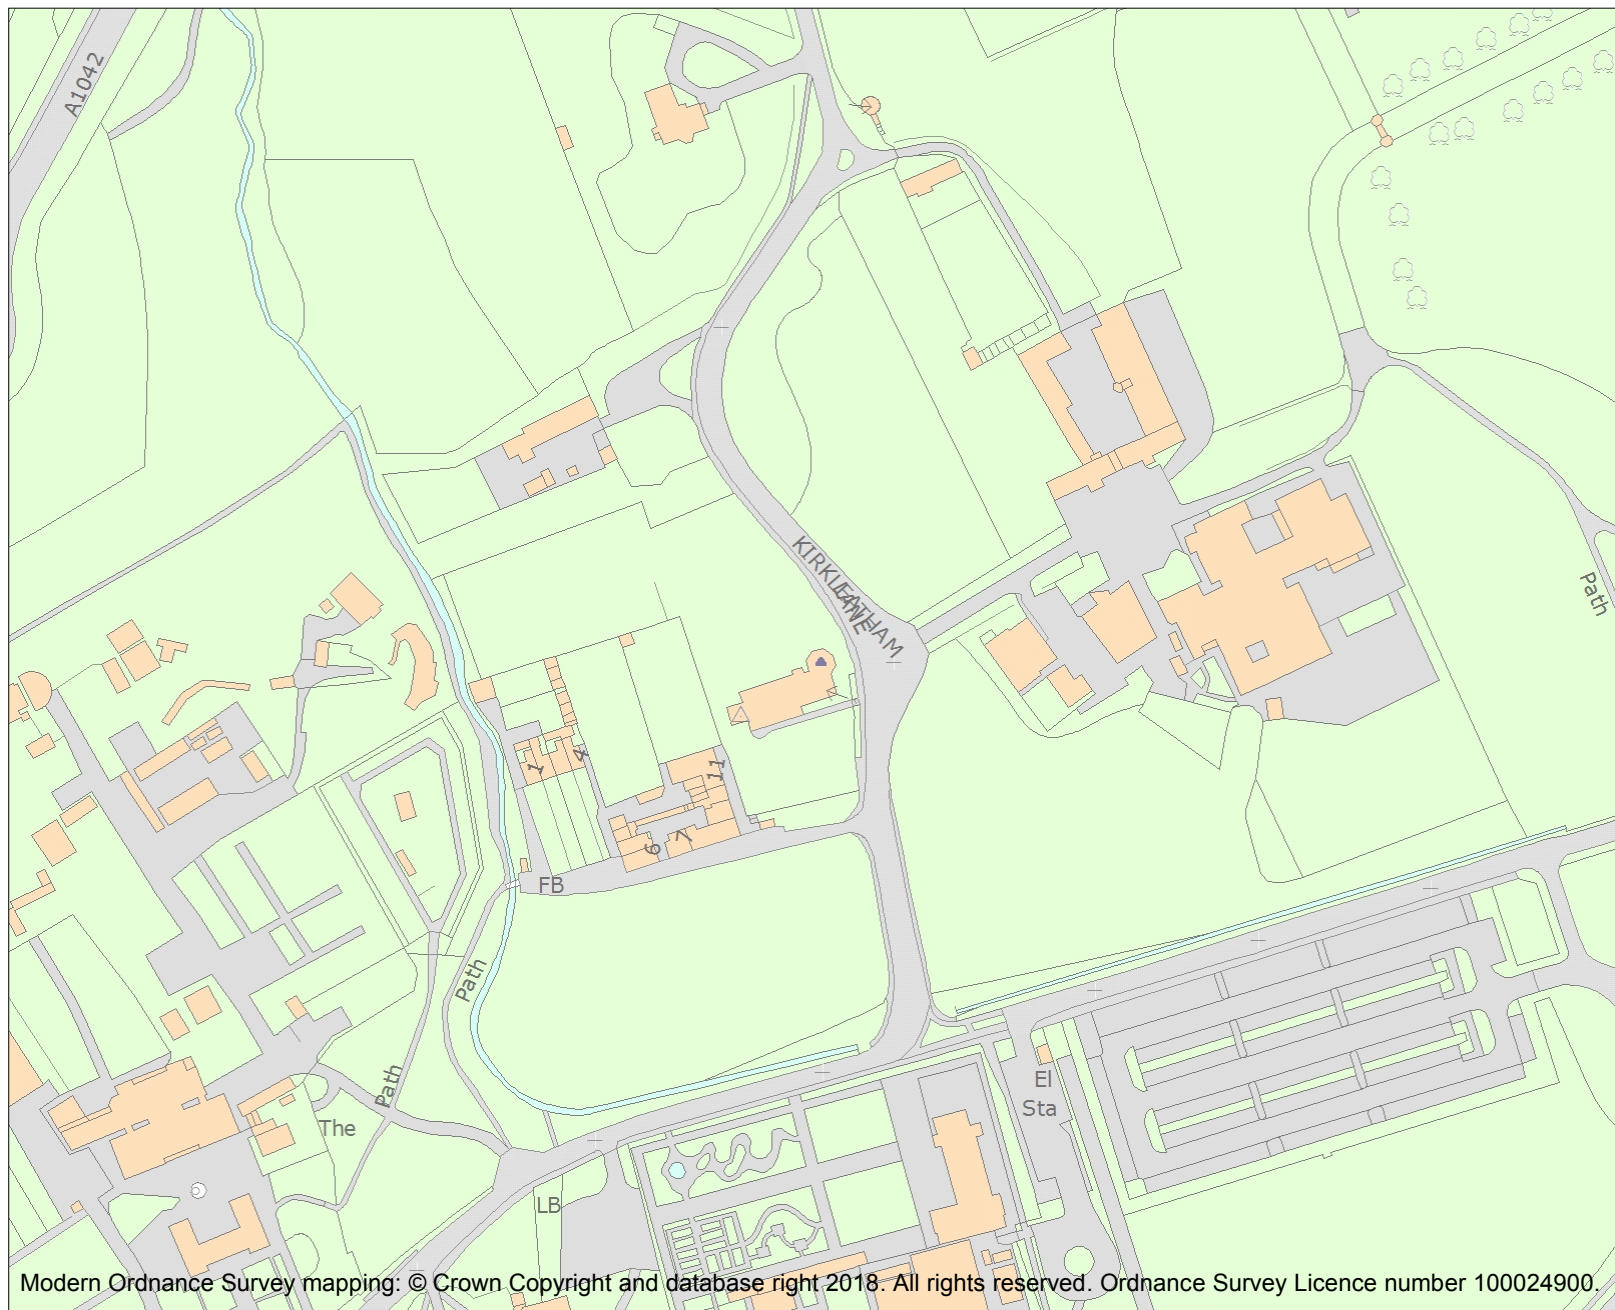 A1042
KIRKLEATHAM
LANE
Path
1
4
11
6
7
FB
Path
Path
The
El
Sta
LB
Modern Ordnance Survey mapping: © Crown Copyright and database right 2018. All rights reserved. Ordnance Survey Licence number 100024900.